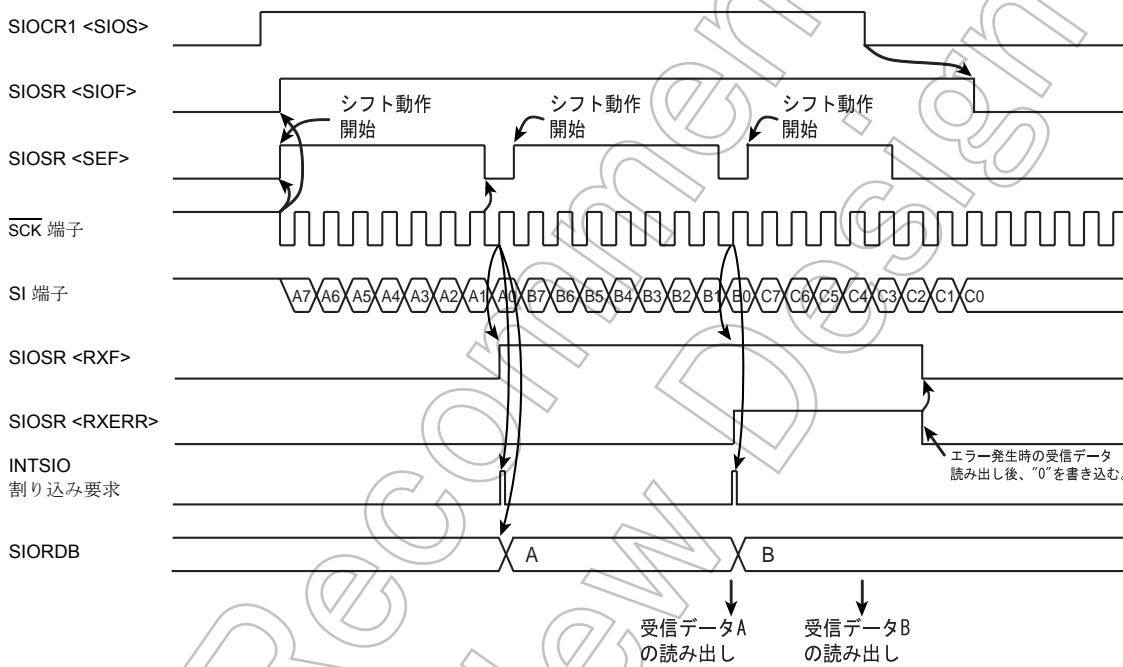 SIOCR1 <SIOS>
SIOSR <SIOF>
シフト動作
開始
シフト動作
開始
シフト動作
開始
SIOSR <SEF>
SCK 端子
SI 端子
A7 A6 A5 A4 A3 A2 A1 A0 B7 B6 B5 B4 B3 B2 B1 B0 C7 C6 C5 C4 C3 C2 C1 C0
SIOSR <RXF>
SIOSR <RXERR>
エラー発生時の受信データ
読み出し後、"0"を書き込む。
INTSIO
割り込み要求
SIORDB
A
B
受信データA
の読み出し
受信データB
の読み出し
Recommen
ew Design